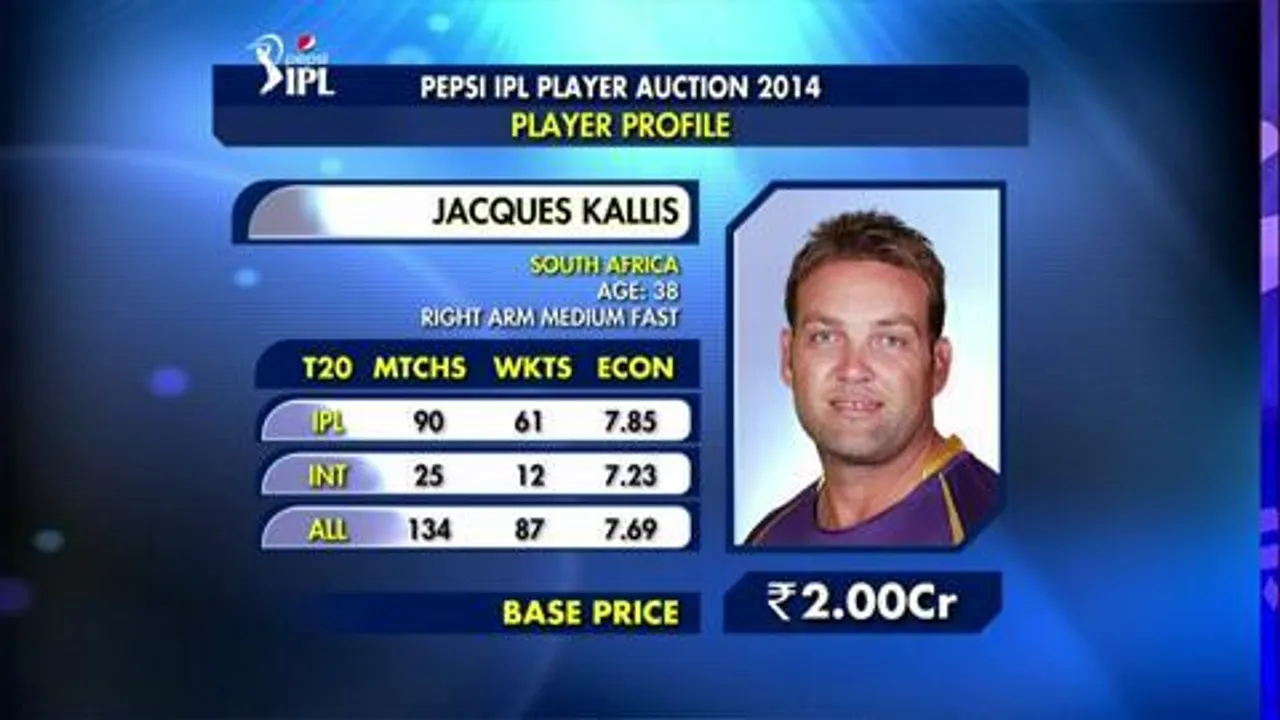 pepsi
IPL
PEPSI IPL PLAYER AUCTION 2014
PLAYER PROFILE
JACQUES KALLIS
SOUTH AFRICA
AGE: 38
RIGHT ARM MEDIUM FAST
T20 MTCHS WKTS ECON
IPL 90 61 7.85
INT 25 12 7.23
ALL 134 87 7.69
BASE PRICE ₹2.00Cr